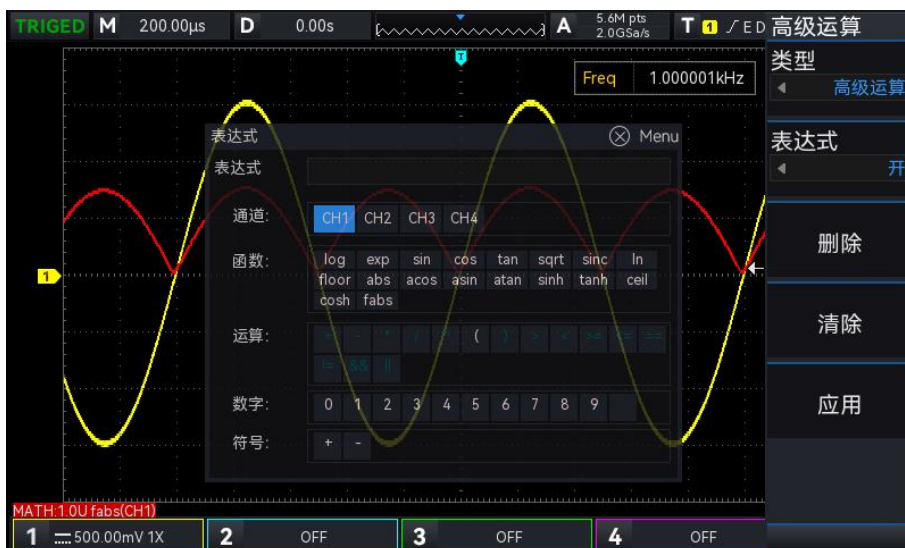 TRIGED M 200.00μs D 0.00s A 5.6M pts T 1 ED 高级运算
2.0GSa/s
类型
高级运算
T
Freq 1.000001kHz
表达式 Menu
表达式
开
表达式
通道: CH1 CH2 CH3 CH4
函数: log exp sin cos tan sqrt sinc ln
floor abs acos asin atan sinh tanh ceil
cosh fabs
删除
1
运算: + - * / ^ ( ) > < >= <= ==
!= && ||
清除
数字: 0 1 2 3 4 5 6 7 8 9
应用
符号: + -
MATH:1.0U fabs(CH1)
1 500.00mV 1X 2 OFF 3 OFF 4 OFF